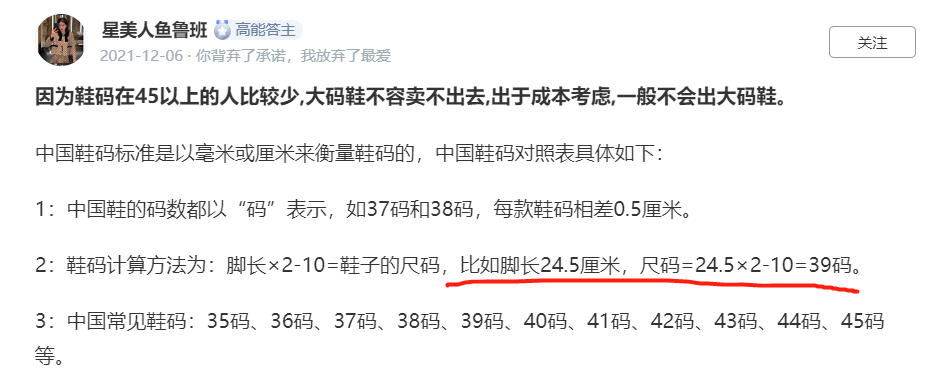 星美人鱼鲁班 高能答主
2021-12-06 · 你背弃了承诺，我放弃了最爱
关注
因为鞋码在45以上的人比较少,大码鞋不容卖不出去,出于成本考虑,一般不会出大码鞋。
中国鞋码标准是以毫米或厘米来衡量鞋码的，中国鞋码对照表具体如下：
1：中国鞋的码数都以“码”表示，如37码和38码，每款鞋码相差0.5厘米。
2：鞋码计算方法为：脚长×2-10=鞋子的尺码，比如脚长24.5厘米，尺码=24.5×2-10=39码。
3：中国常见鞋码：35码、36码、37码、38码、39码、40码、41码、42码、43码、44码、45码
等。